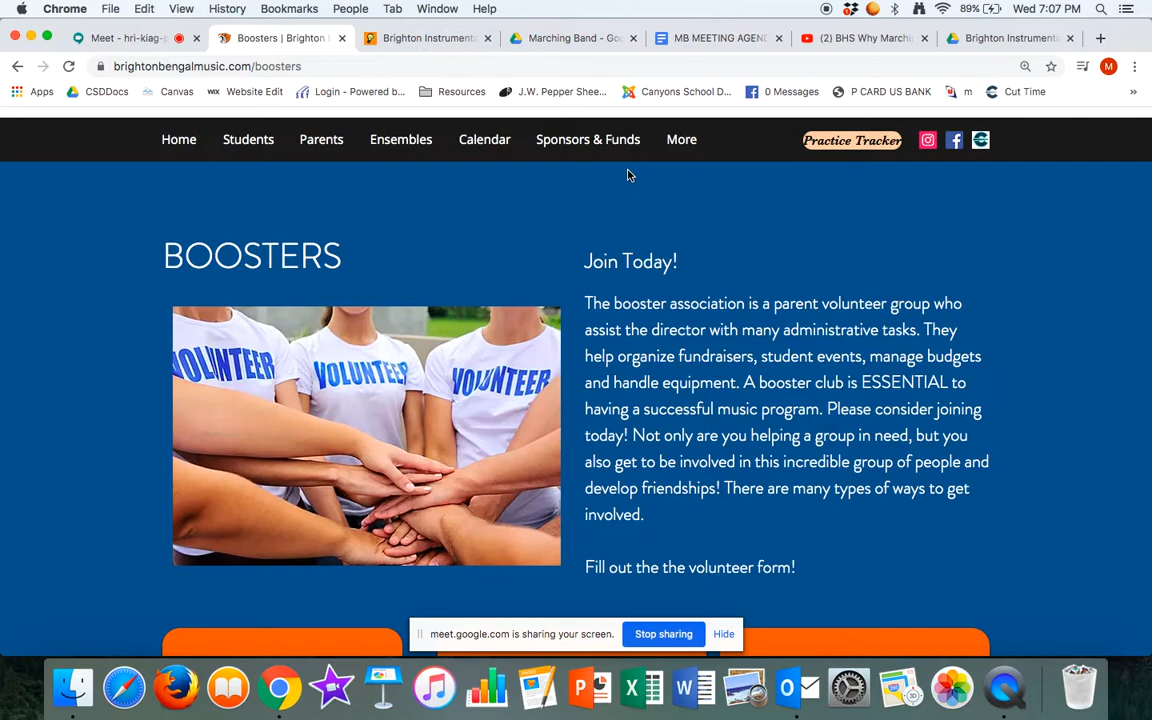 Chrome File Edit View History Bookmarks People Tab Window Help 89% Wed 7:07 PM
Meet - hri-kiag-p Boosters | Brighton Brighton Instrument Marching Band - Goo MB MEETING AGEND (2) BHS Why March Brighton Instrument
brightonbengalmusic.com/boosters M
Apps CSDDocs Canvas WIX Website Edit Login - Powered b... Resources J.W. Pepper Shee... Canyons School D... 0 Messages P CARD US BANK m Cut Time »
Home Students Parents Ensembles Calendar Sponsors & Funds More Practice Tracker
BOOSTERS
VOLUNTEER
VOLUNTEER
VOLUNTEER
Join Today!
The booster association is a parent volunteer group who
assist the director with many administrative tasks. They
help organize fundraisers, student events, manage budgets
and handle equipment. A booster club is ESSENTIAL to
having a successful music program. Please consider joining
today! Not only are you helping a group in need, but you
also get to be involved in this incredible group of people and
develop friendships! There are many types of ways to get
involved.
Fill out the the volunteer form!
meet.google.com is sharing your screen. Stop sharing Hide